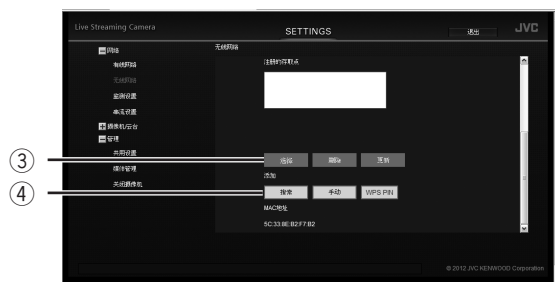 Live Streaming Camera
SETTINGS
退出
JVC
网络
有线网络
无线网络
监测设置
串流设置
摄像机/云台
管理
共用设置
媒体管理
关闭摄像机
无线网络
注册的存取点
③
选择
删除
更新
添加
④
搜索
手动
WPS PIN
MAC地址
5C:33:8E:B2:F7:B2
© 2012 JVC KENWOOD Corporation